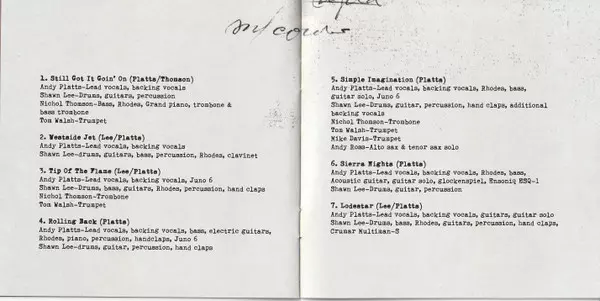 1. Still Got It Goin' On (Platts/Thomson)
Andy Platts-Lead vocals, backing vocals
Shawn Lee-Drums, guitars, percussion
Nichol Thomson-Bass, Rhodes, Grand piano, trombone &
bass trombone
Tom Walsh-Trumpet
2. Westside Jet (Lee/Platts)
Andy Platts-Lead vocals, backing vocals
Shawn Lee-drums, guitars, bass, percussion, Rhodes, clavinet
3. Tip Of The Flame (Lee/Platts)
Andy Platts-Lead vocals, backing vocals, Juno 6
Shawn Lee-Drums, bass, guitars, Rhodes, percussion, hand claps
Nichol Thomson-Trombone
Tom Walsh-Trumpet
4. Rolling Back (Platts)
Andy Platts-Lead vocals, backing vocals, bass, electric guitars,
Rhodes, piano, percussion, handclaps, Juno 6
Shawn Lee-drums, guitar, percussion, hand claps
5. Simple Imagination (Platts)
Andy Platts-Lead vocals, backing vocals, Rhodes, bass,
guitar solo, Juno 6
Shawn Lee-Drums, guitar, percussion, hand claps, additional
backing vocals
Nichol Thomson-Trombone
Tom Walsh-Trumpet
Mike Davis-Trumpet
Andy Ross-Alto sax & tenor sax solo
6. Sierra Nights (Platts)
Andy Platts-Lead vocals, backing vocals, Rhodes, bass,
Acoustic guitar, guitar solo, glockenspiel, Ensoniq ESQ-1
Shawn Lee-Drums, guitar, percussion
7. Lodestar (Lee/Platts)
Andy Platts-Lead vocals, backing vocals, guitars, guitar solo
Shawn Lee-Drums, bass, Rhodes, guitars, percussion, hand claps,
Crumar Multiman-S